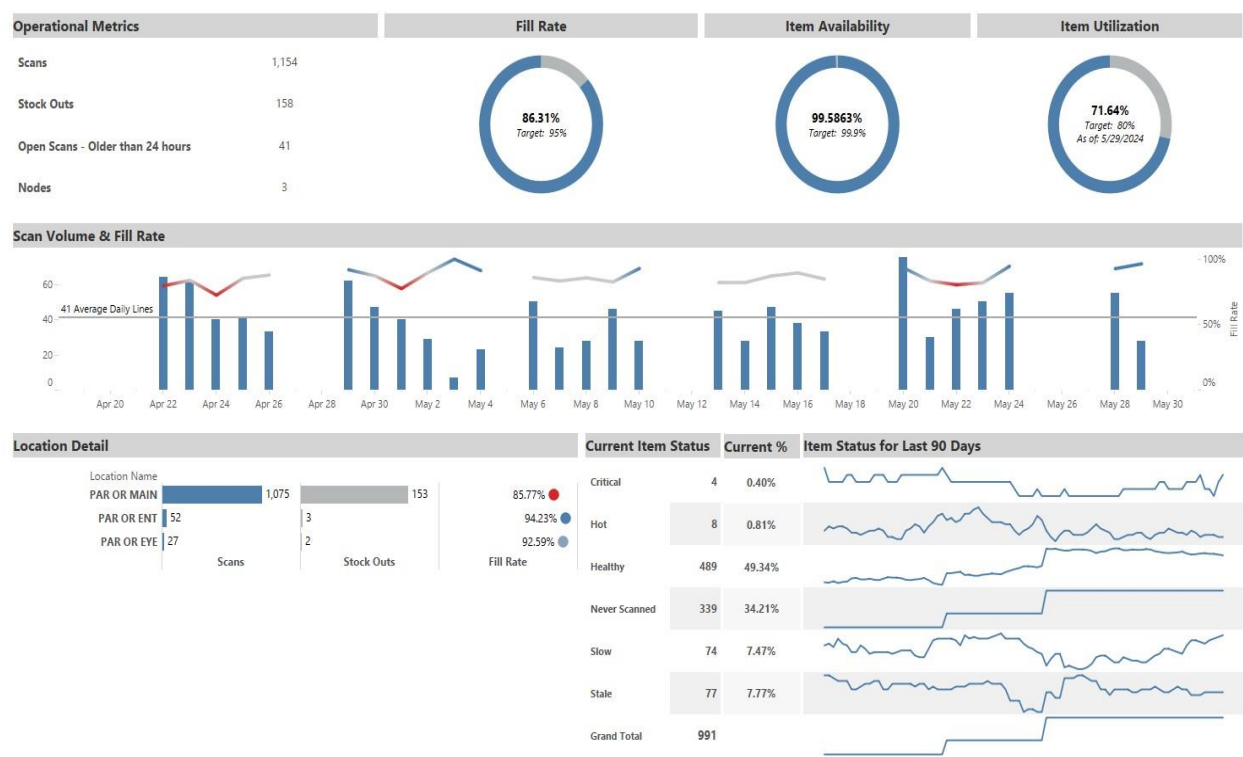 Operational Metrics
Scans 1,154
Stock Outs 158
Open Scans - Older than 24 hours 41
Nodes 3
Fill Rate
86.31%
Target: 95%
Item Availability
99.5863%
Target: 99.9%
Item Utilization
71.64%
Target: 80%
As of: 5/29/2024
Scan Volume & Fill Rate
60
40
20
0
41 Average Daily Lines
100%
50%
0%
Fill Rate
Apr 20 Apr 22 Apr 24 Apr 26 Apr 28 Apr 30 May 2 May 4 May 6 May 8 May 10 May 12 May 14 May 16 May 18 May 20 May 22 May 24 May 26 May 28 May 30
Location Detail
Location Name
PAR OR MAIN 1,075 153 85.77%
PAR OR ENT 52 3 94.23%
PAR OR EYE 27 2 92.59%
Scans Stock Outs Fill Rate
Current Item Status Current % Item Status for Last 90 Days
Critical 4 0.40%
Hot 8 0.81%
Healthy 489 49.34%
Never Scanned 339 34.21%
Slow 74 7.47%
Stale 77 7.77%
Grand Total 991